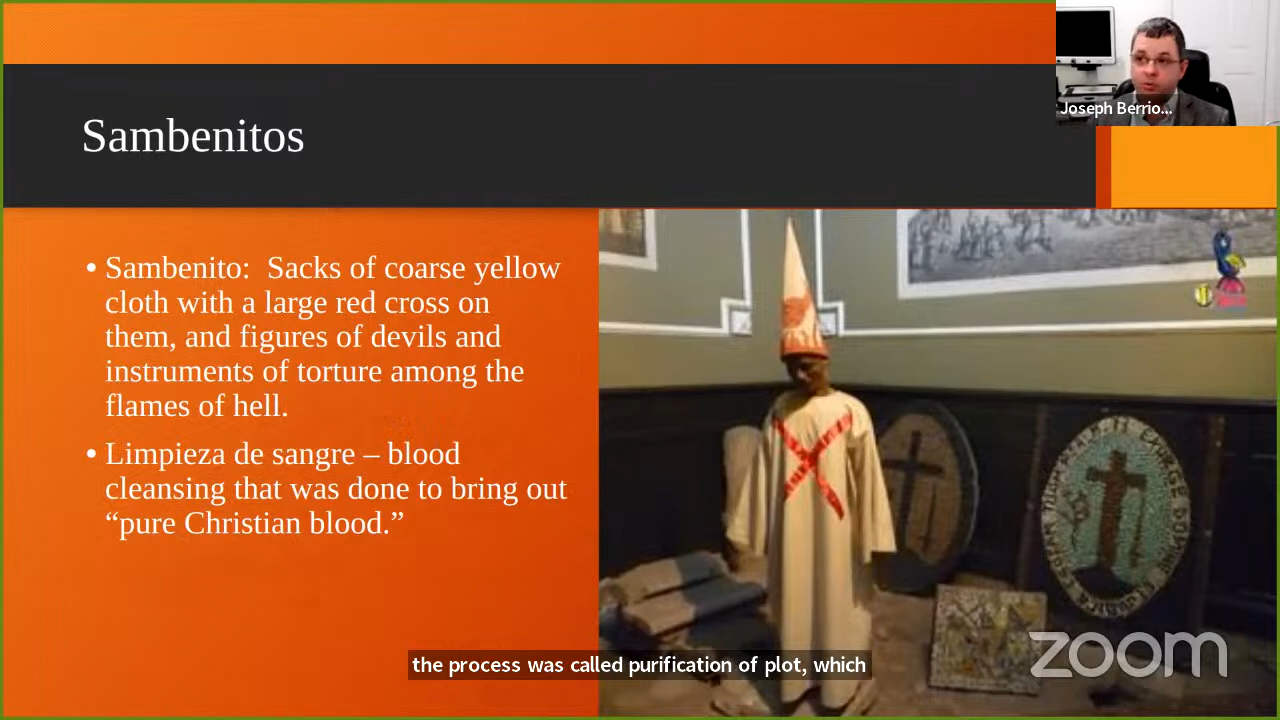 Joseph Berrio...
Sambenitos
• Sambenito:  Sacks of coarse yellow
cloth with a large red cross on
them, and figures of devils and
instruments of torture among the
flames of hell.
• Limpieza de sangre – blood
cleansing that was done to bring out
“pure Christian blood.”
the process was called purification of plot, which
zoom